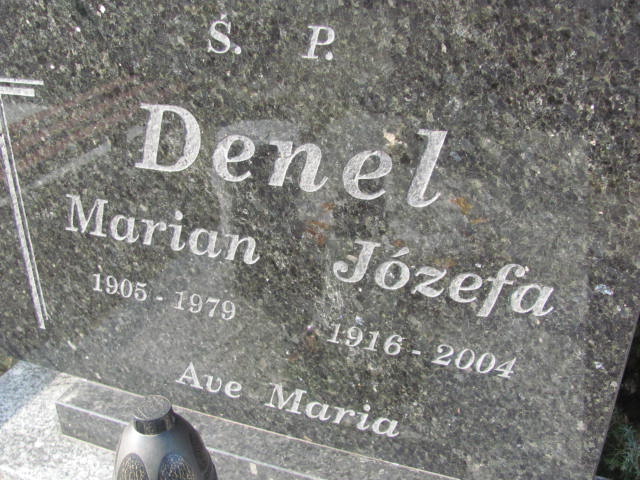 Ś. P.
Denel
Marian Józefa
1905 - 1979 1916 - 2004
Ave Maria